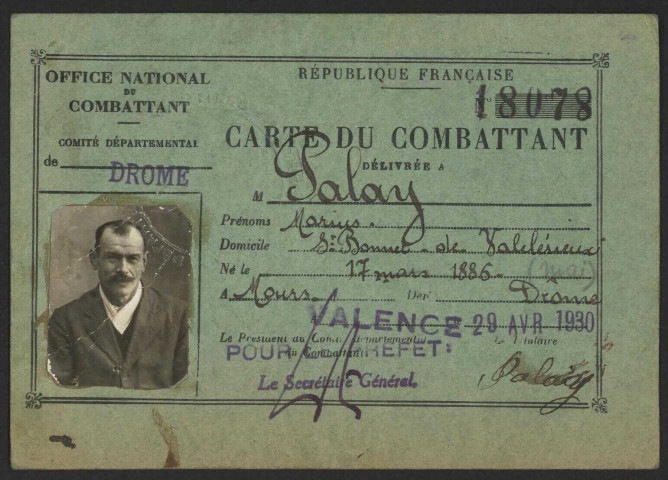 OFFICE NATIONAL
DU
COMBATTANT
COMITÉ DÉPARTEMENTAL
de DROME
RÉPUBLIQUE FRANÇAISE
N° 18078
CARTE DU COMBATTANT
DÉLIVRÉE A
M Palay
Prénoms Marius.
Domicile St Bonnet de Valclérieux
Né le 17 mars 1886
A Mours Dép' Drôme
VALENCE 29 AVR 1930
Le Président du Comité départemental Le Titulaire
du Combattant
POUR PREFET:
Le Secrétaire Général.
Palay